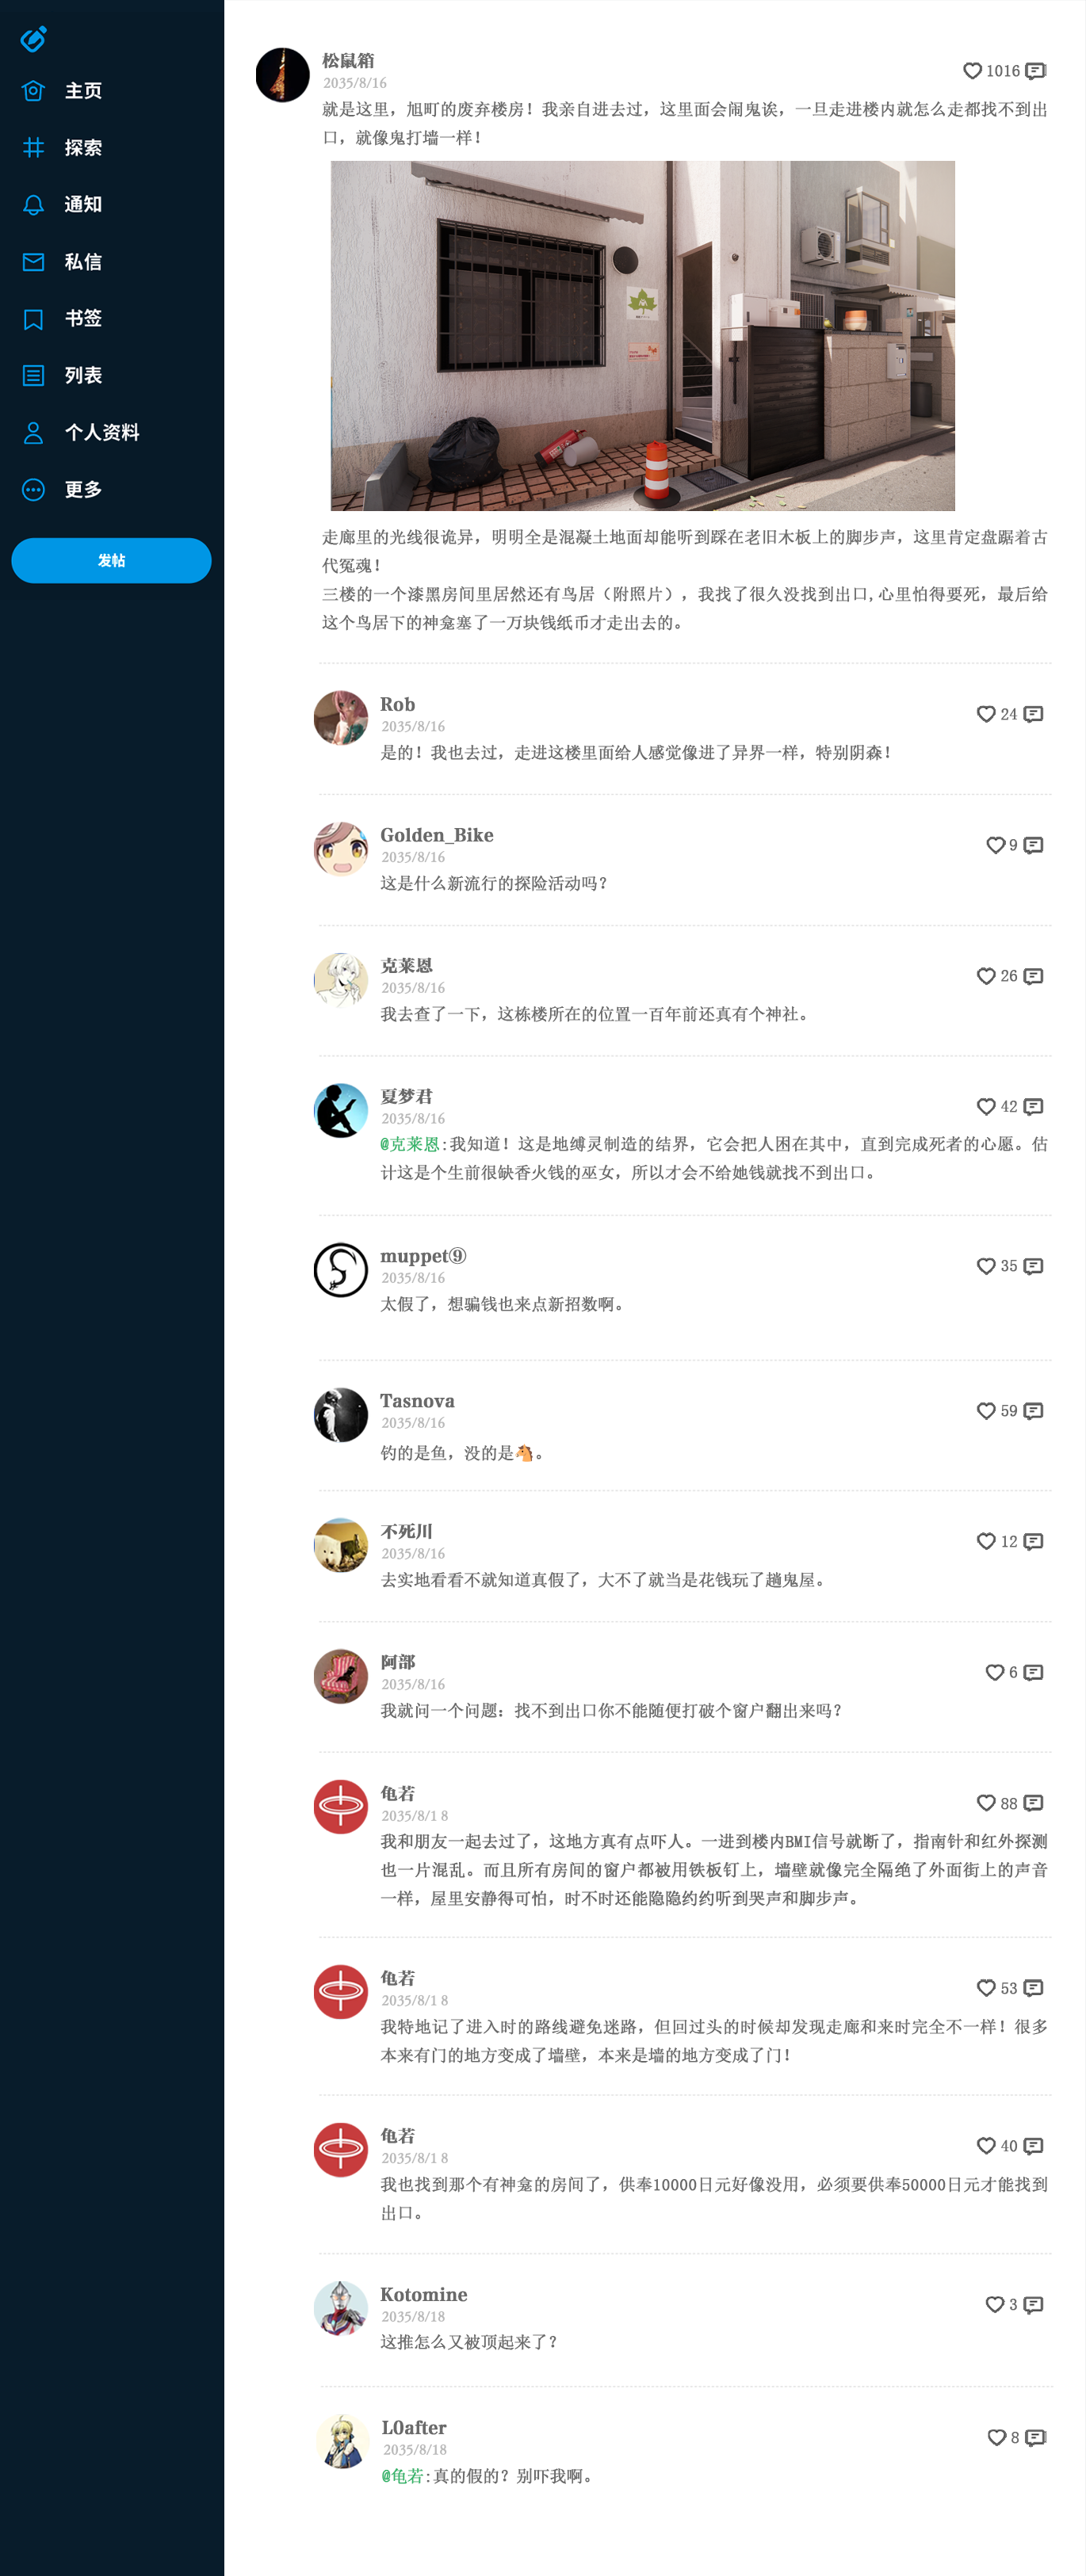 主页
探索
通知
私信
书签
列表
个人资料
更多
发帖
松鼠箱
2035/8/16
1016
就是这里，旭町的废弃楼房！我亲自进去过，这里面会闹鬼诶，一旦走进楼内就怎么走都找不到出
口，就像鬼打墙一样！
走廊里的光线很诡异，明明全是混凝土地面却能听到踩在老旧木板上的脚步声，这里肯定盘踞着古
代冤魂！
三楼的一个漆黑房间里居然还有鸟居（附照片），我找了很久没找到出口,心里怕得要死，最后给
这个鸟居下的神龛塞了一万块钱纸币才走出去的。
Rob
2035/8/16
24
是的！我也去过，走进这楼里面给人感觉像进了异界一样，特别阴森！
Golden_Bike
2035/8/16
9
这是什么新流行的探险活动吗？
克莱恩
2035/8/16
26
我去查了一下，这栋楼所在的位置一百年前还真有个神社。
夏梦君
2035/8/16
42
@克莱恩:我知道！这是地缚灵制造的结界，它会把人困在其中，直到完成死者的心愿。估
计这是个生前很缺香火钱的巫女，所以才会不给她钱就找不到出口。
muppet⑨
2035/8/16
35
太假了，想骗钱也来点新招数啊。
Tasnova
2035/8/16
59
钓的是鱼，没的是🐴。
不死川
2035/8/16
12
去实地看看不就知道真假了，大不了就当是花钱玩了趟鬼屋。
阿部
2035/8/16
6
我就问一个问题：找不到出口你不能随便打破个窗户翻出来吗？
龟若
2035/8/1 8
88
我和朋友一起去过了，这地方真有点吓人。一进到楼内BMI信号就断了，指南针和红外探测
也一片混乱。而且所有房间的窗户都被用铁板钉上，墙壁就像完全隔绝了外面街上的声音
一样，屋里安静得可怕，时不时还能隐隐约约听到哭声和脚步声。
龟若
2035/8/1 8
53
我特地记了进入时的路线避免迷路，但回过头的时候却发现走廊和来时完全不一样！很多
本来有门的地方变成了墙壁，本来是墙的地方变成了门！
龟若
2035/8/1 8
40
我也找到那个有神龛的房间了，供奉10000日元好像没用，必须要供奉50000日元才能找到
出口。
Kotomine
2035/8/18
3
这推怎么又被顶起来了？
L0after
2035/8/18
8
@龟若:真的假的？别吓我啊。